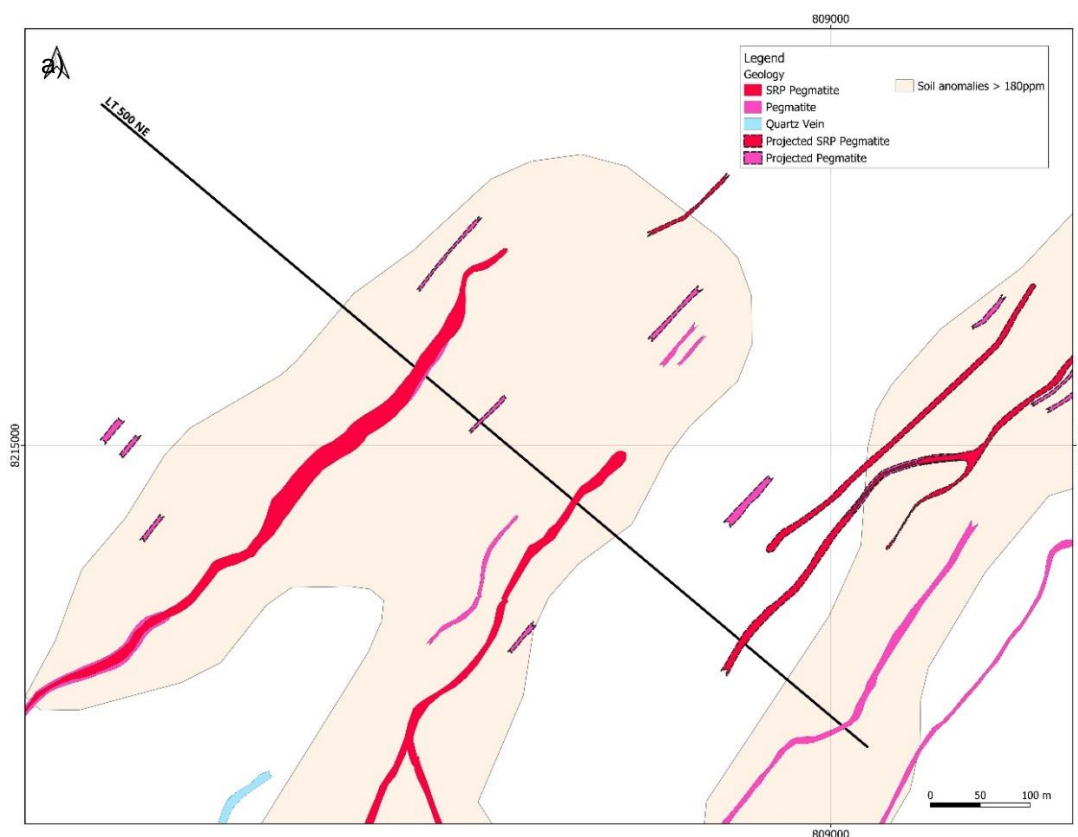 809000
a)
LT 500 NE
Legend
Geology
SRP Pegmatite
Pegmatite
Quartz Vein
Projected SRP Pegmatite
Projected Pegmatite
Soil anomalies > 180ppm
8215000
0 50 100 m
809000